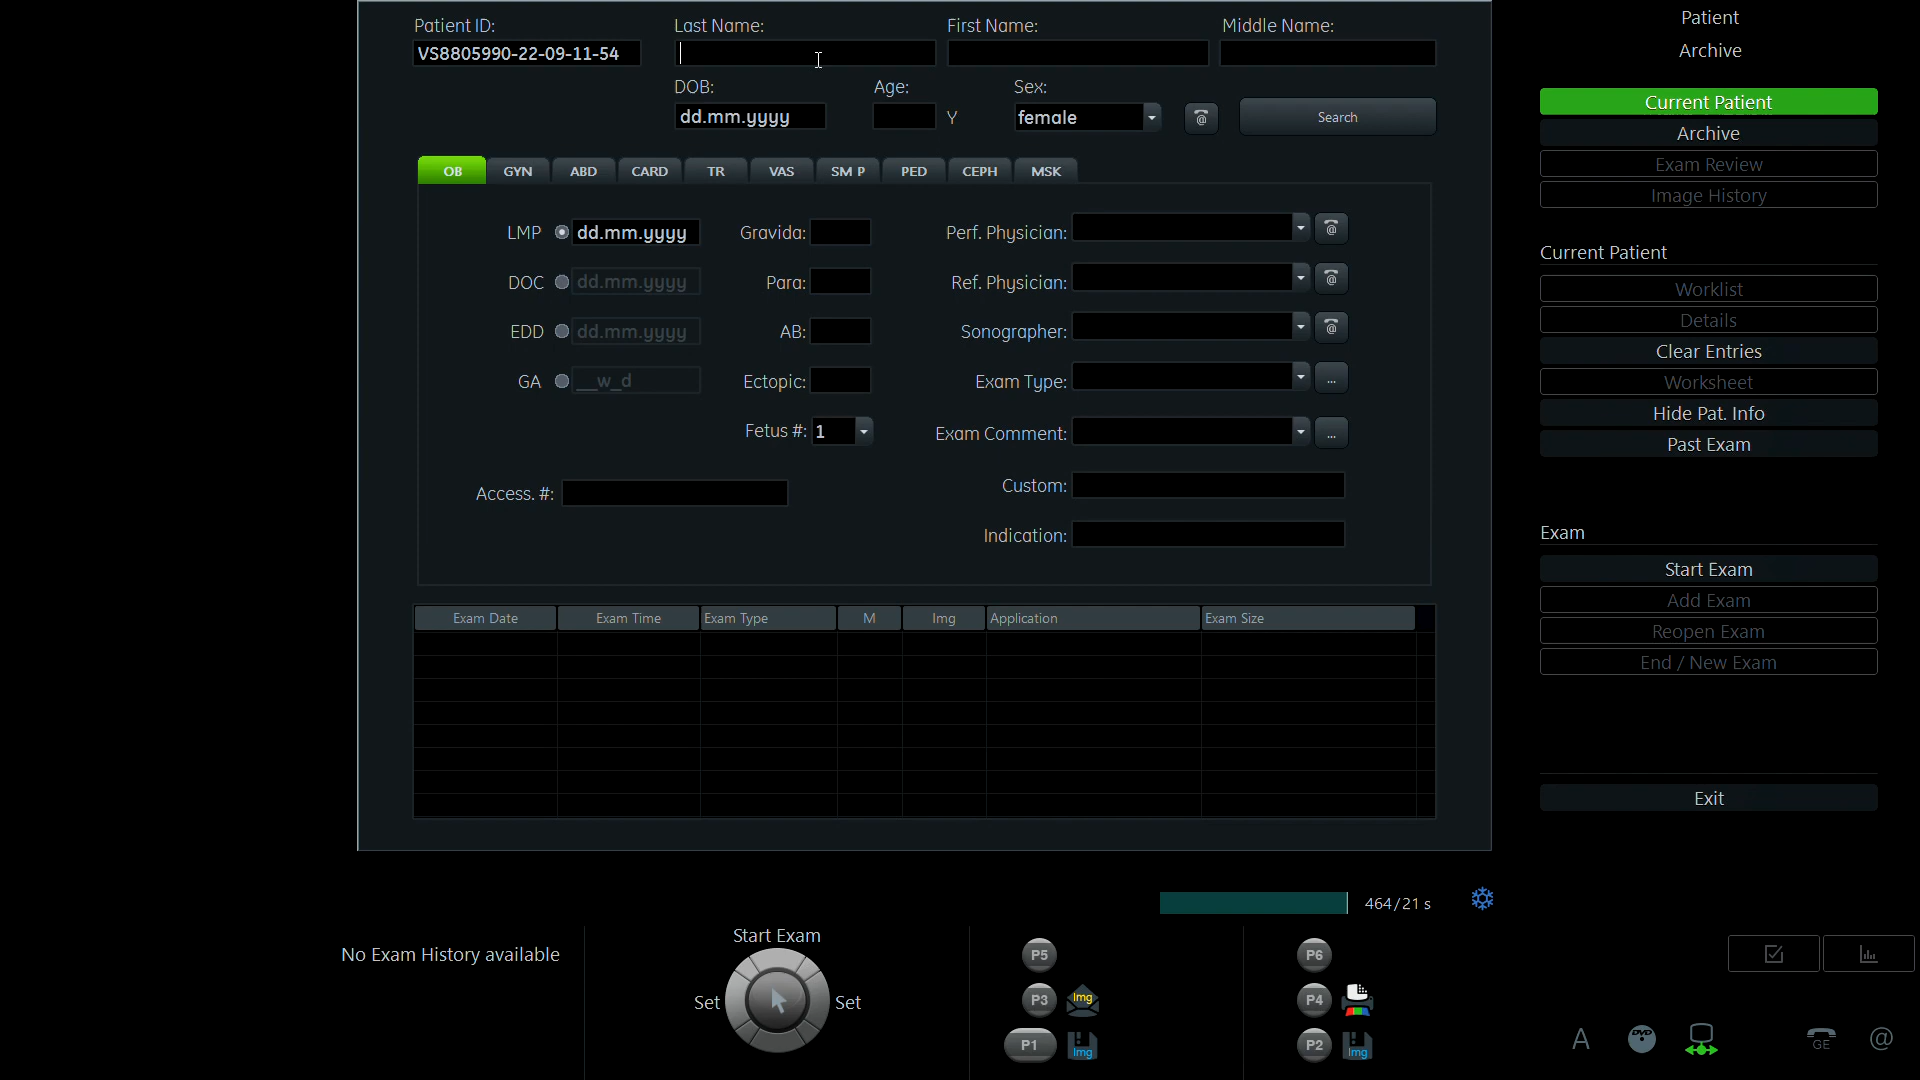 Patient ID: Last Name: First Name: Middle Name:
VS8805990-22-09-11-54
DOB: Age: Sex:
dd.mm.yyyy Y female @ Search
OB GYN ABD CARD TR VAS SM P PED CEPH MSK
LMP dd.mm.yyyy Gravida: Perf. Physician: @
DOC dd.mm.yyyy Para: Ref. Physician: @
EDD dd.mm.yyyy AB: Sonographer: @
GA __w_d Ectopic: Exam Type: ...
Fetus #: 1 Exam Comment: ...
Access. #: Custom:
Indication:
Exam Date Exam Time Exam Type M Img Application Exam Size
Patient
Archive
Current Patient
Archive
Exam Review
Image History
Current Patient
Worklist
Details
Clear Entries
Worksheet
Hide Pat. Info
Past Exam
Exam
Start Exam
Add Exam
Reopen Exam
End / New Exam
Exit
464/21 s
No Exam History available
Start Exam
Set Set
P5 P6
P3 Img P4
P1 Img P2 Img
A DVD GE @